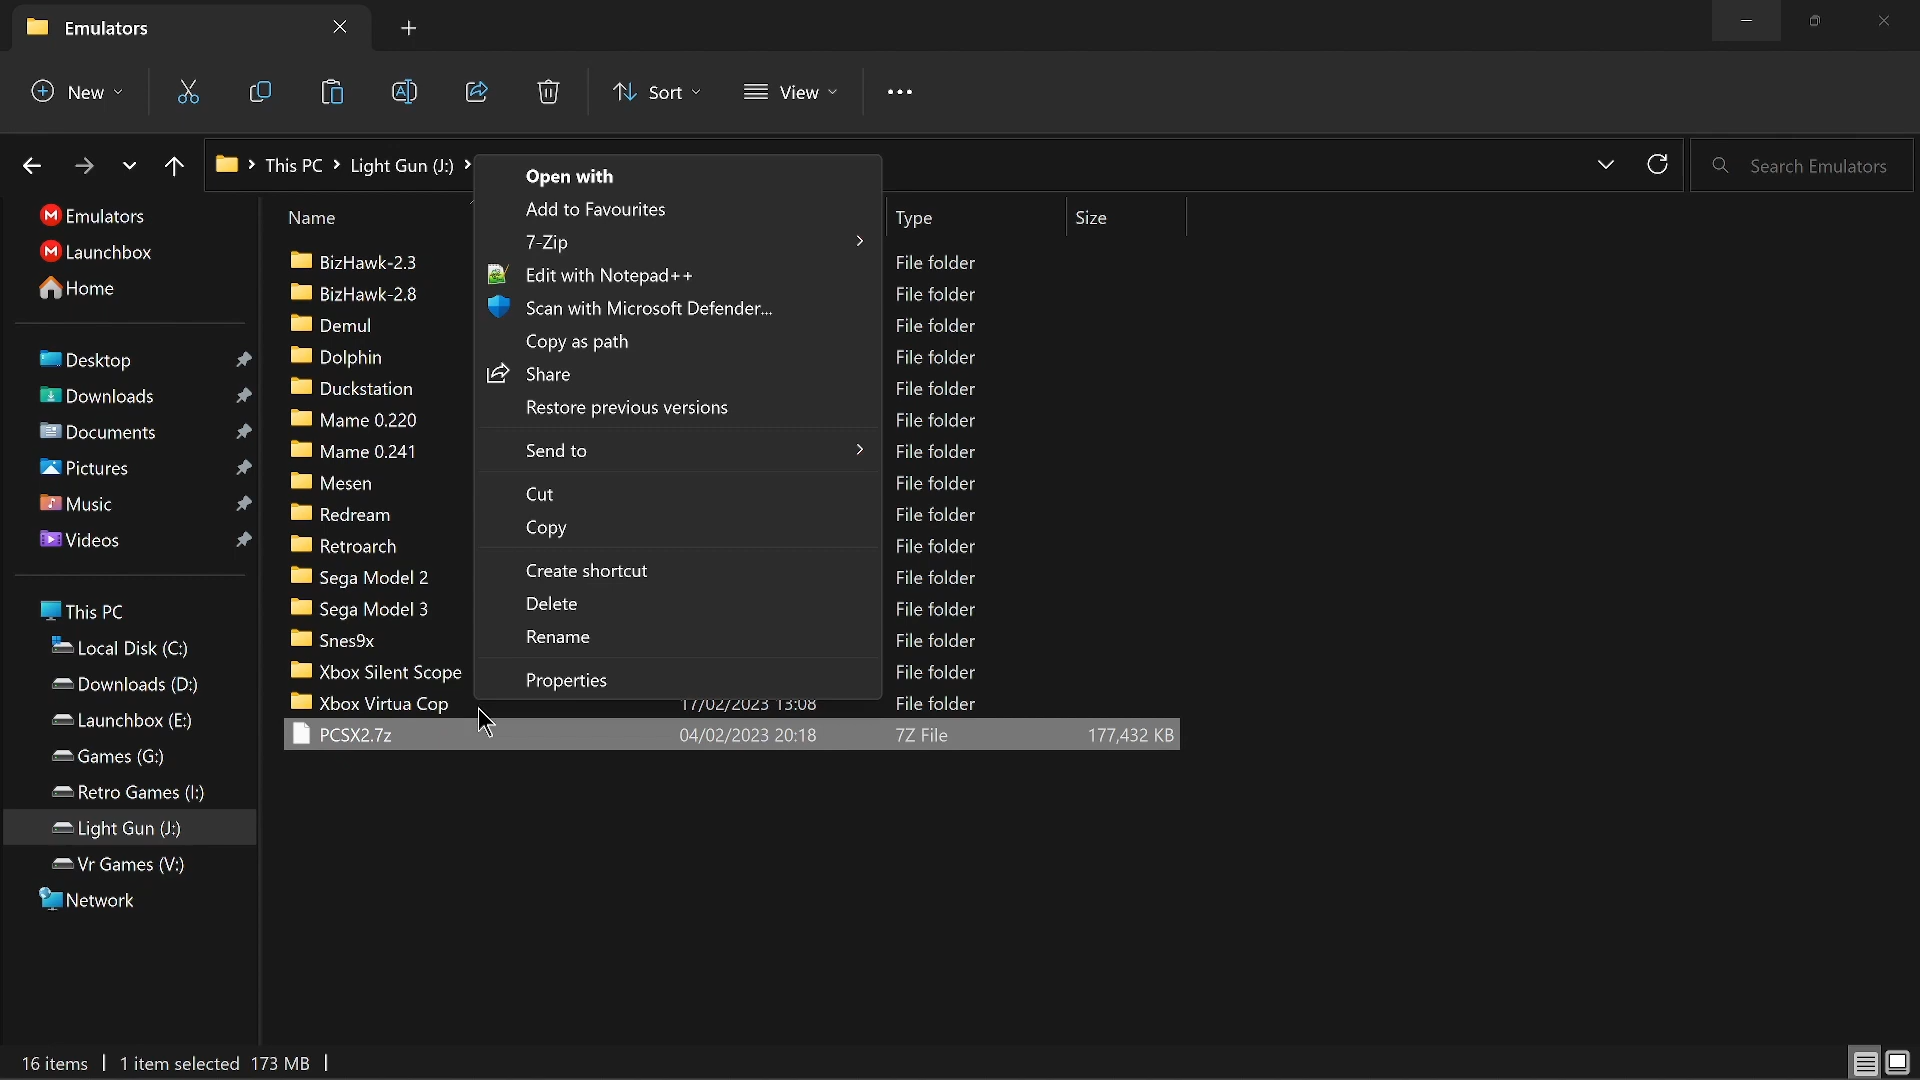 Emulators
New
Sort
View
This PC
Light Gun (J:)
Search Emulators
Emulators
Launchbox
Home
Desktop
Downloads
Documents
Pictures
Music
Videos
This PC
Local Disk (C:)
Downloads (D:)
Launchbox (E:)
Games (G:)
Retro Games (I:)
Light Gun (J:)
Vr Games (V:)
Network
Name
Type
Size
BizHawk-2.3
File folder
BizHawk-2.8
File folder
Demul
File folder
Dolphin
File folder
Duckstation
File folder
Mame 0.220
File folder
Mame 0.241
File folder
Mesen
File folder
Redream
File folder
Retroarch
File folder
Sega Model 2
File folder
Sega Model 3
File folder
Snes9x
File folder
Xbox Silent Scope
File folder
Xbox Virtua Cop
17/02/2023 13:08
File folder
PCSX2.7z
04/02/2023 20:18
7Z File
177,432 KB
Open with
Add to Favourites
7-Zip
Edit with Notepad++
Scan with Microsoft Defender...
Copy as path
Share
Restore previous versions
Send to
Cut
Copy
Create shortcut
Delete
Rename
Properties
16 items
1 item selected 173 MB